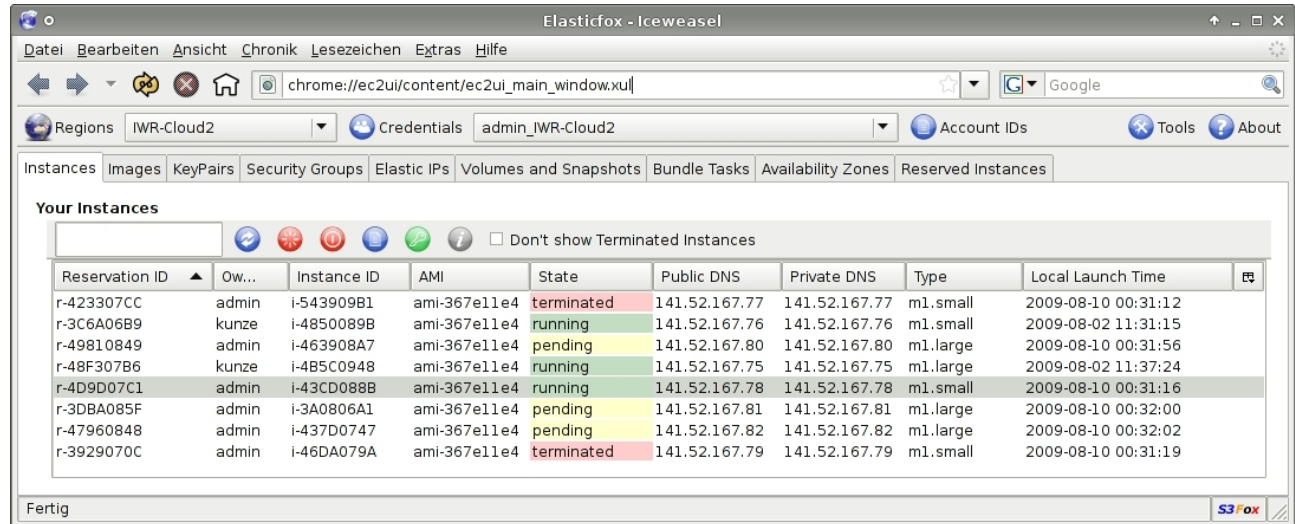 Elasticfox - Iceweasel
Datei Bearbeiten Ansicht Chronik Lesezeichen Extras Hilfe
chrome://ec2ui/content/ec2ui_main_window.xul G Google
Regions IWR-Cloud2 Credentials admin_IWR-Cloud2 Account IDs Tools About
Instances Images KeyPairs Security Groups Elastic IPs Volumes and Snapshots Bundle Tasks Availability Zones Reserved Instances
Your Instances
Don't show Terminated Instances
Reservation ID Ow... Instance ID AMI State Public DNS Private DNS Type Local Launch Time
r-423307CC admin i-543909B1 ami-367e11e4 terminated 141.52.167.77 141.52.167.77 m1.small 2009-08-10 00:31:12
r-3C6A06B9 kunze i-4850089B ami-367e11e4 running 141.52.167.76 141.52.167.76 m1.small 2009-08-02 11:31:15
r-49810849 admin i-463908A7 ami-367e11e4 pending 141.52.167.80 141.52.167.80 m1.large 2009-08-10 00:31:56
r-48F307B6 kunze i-4B5C0948 ami-367e11e4 running 141.52.167.75 141.52.167.75 m1.large 2009-08-02 11:37:24
r-4D9D07C1 admin i-43CD088B ami-367e11e4 running 141.52.167.78 141.52.167.78 m1.small 2009-08-10 00:31:16
r-3DBA085F admin i-3A0806A1 ami-367e11e4 pending 141.52.167.81 141.52.167.81 m1.large 2009-08-10 00:32:00
r-47960848 admin i-437D0747 ami-367e11e4 pending 141.52.167.82 141.52.167.82 m1.large 2009-08-10 00:32:02
r-3929070C admin i-46DA079A ami-367e11e4 terminated 141.52.167.79 141.52.167.79 m1.small 2009-08-10 00:31:19
Fertig S3Fox